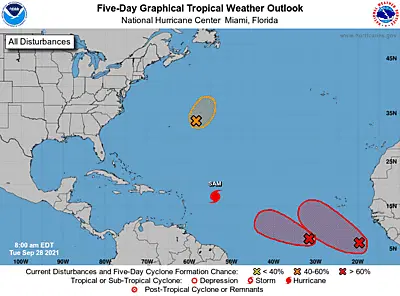 Five-Day Graphical Tropical Weather Outlook
National Hurricane Center Miami, Florida
All Disturbances
www.hurricanes.gov
45N
35N
25N
15N
5N
SAM
8:00 am EDT
Tue Sep 28 2021
100W 90W 80W 70W 60W 50W 40W 30W 20W
Current Disturbances and Five-Day Cyclone Formation Chance: < 40% 40-60% > 60%
Tropical or Sub-Tropical Cyclone: Depression Storm Hurricane
Post-Tropical Cyclone or Remnants